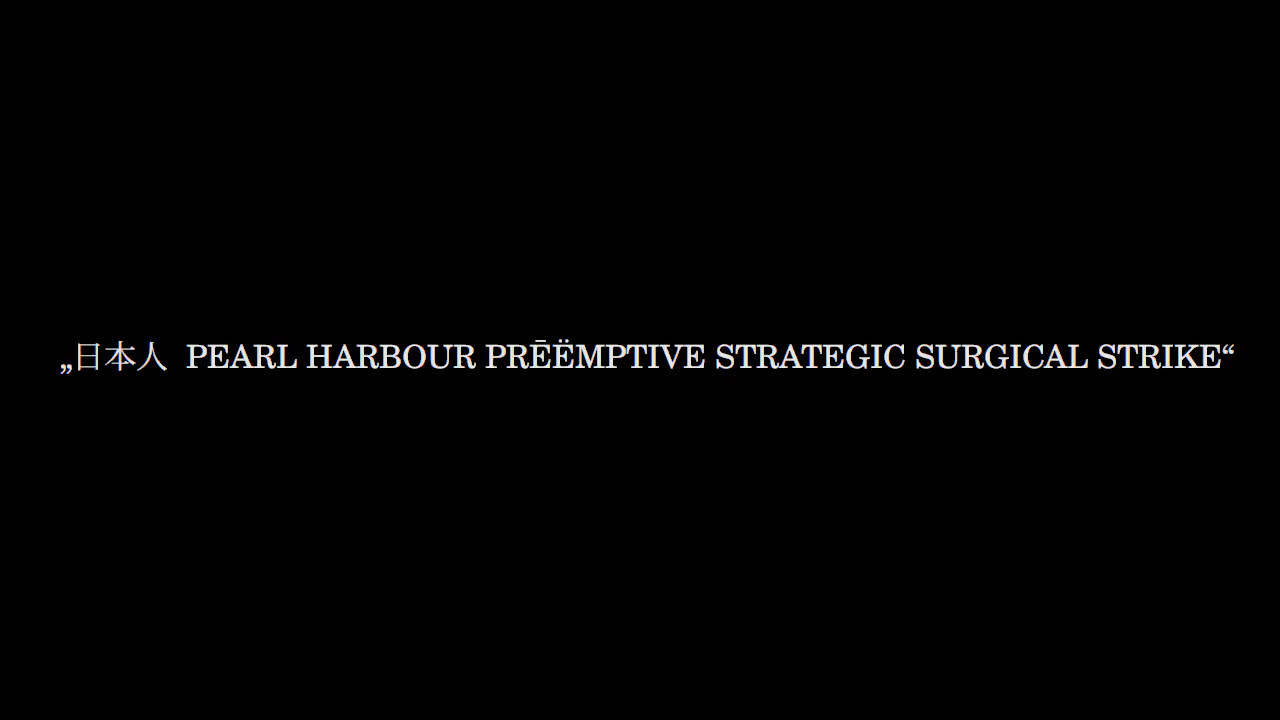 „日本人 PEARL HARBOUR PRĒËMPTIVE STRATEGIC SURGICAL STRIKE“